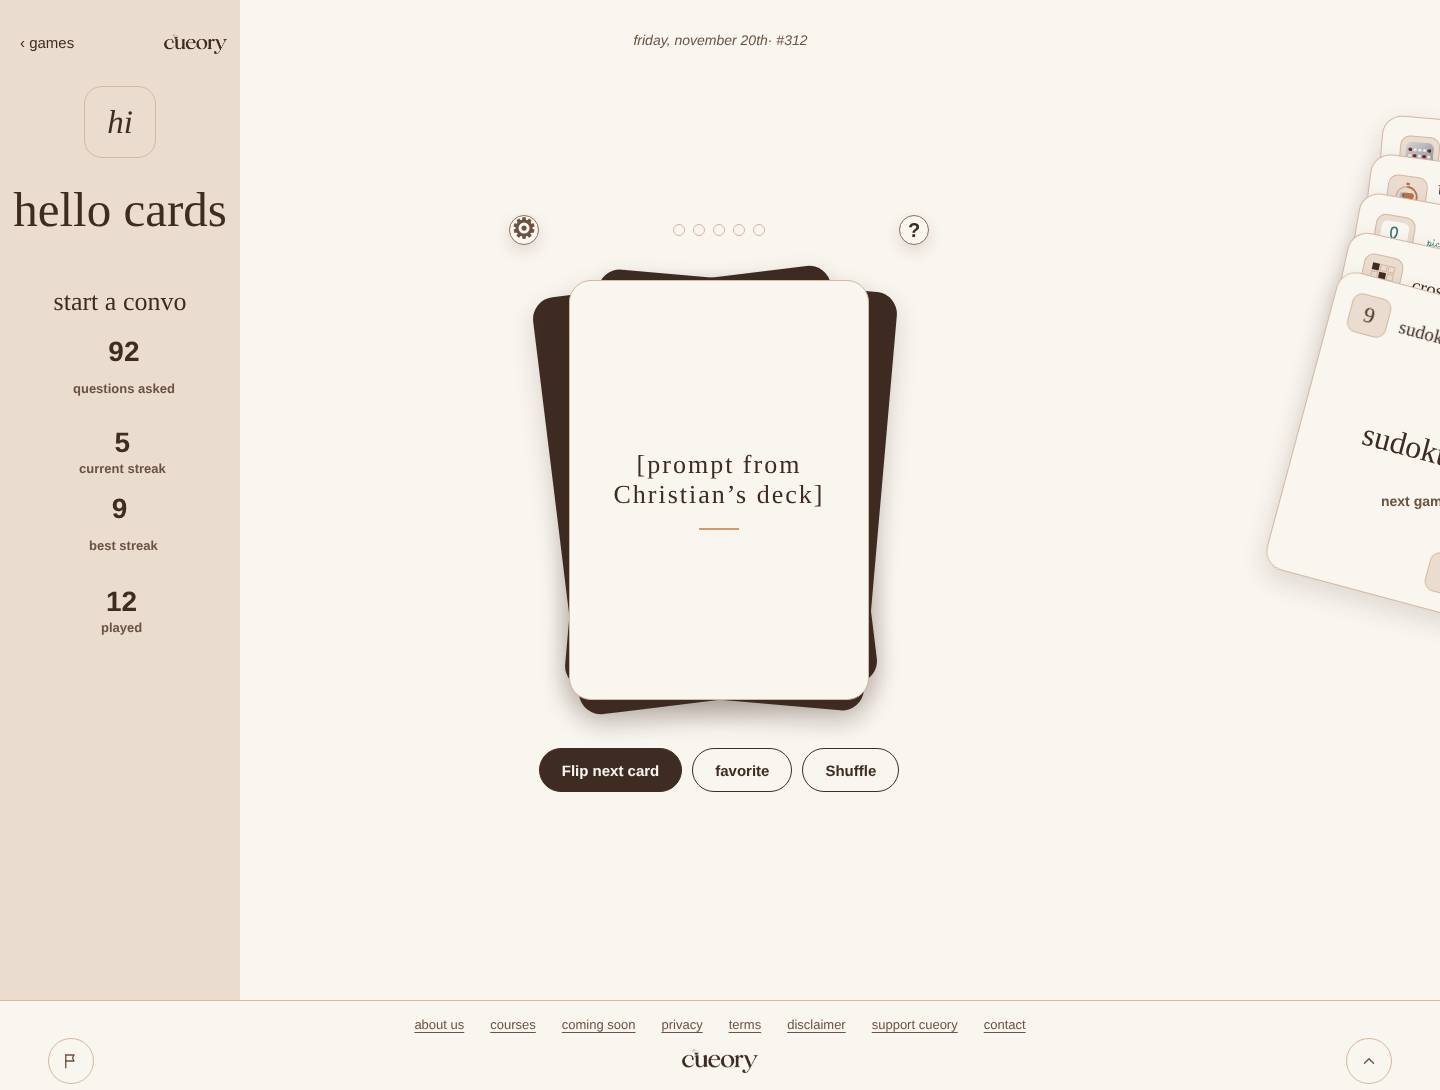 ‹ games
cueory
hi
hello cards
start a convo
92
questions asked
5
current streak
9
best streak
12
played
friday, november 20th· #312
?
[prompt from
Christian’s deck]
Flip next card
favorite
Shuffle
0
9
sudok
sudoku
next gam
about us
courses
coming soon
privacy
terms
disclaimer
support cueory
contact
cueory